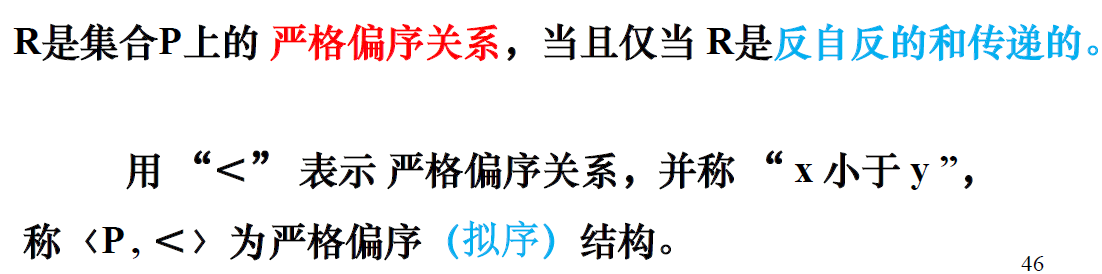 R是集合P上的 严格偏序关系，当且仅当 R是反自反的和传递的。
用 “<” 表示 严格偏序关系，并称 “ x 小于 y ”，
称〈P , <〉为严格偏序（拟序）结构。
46